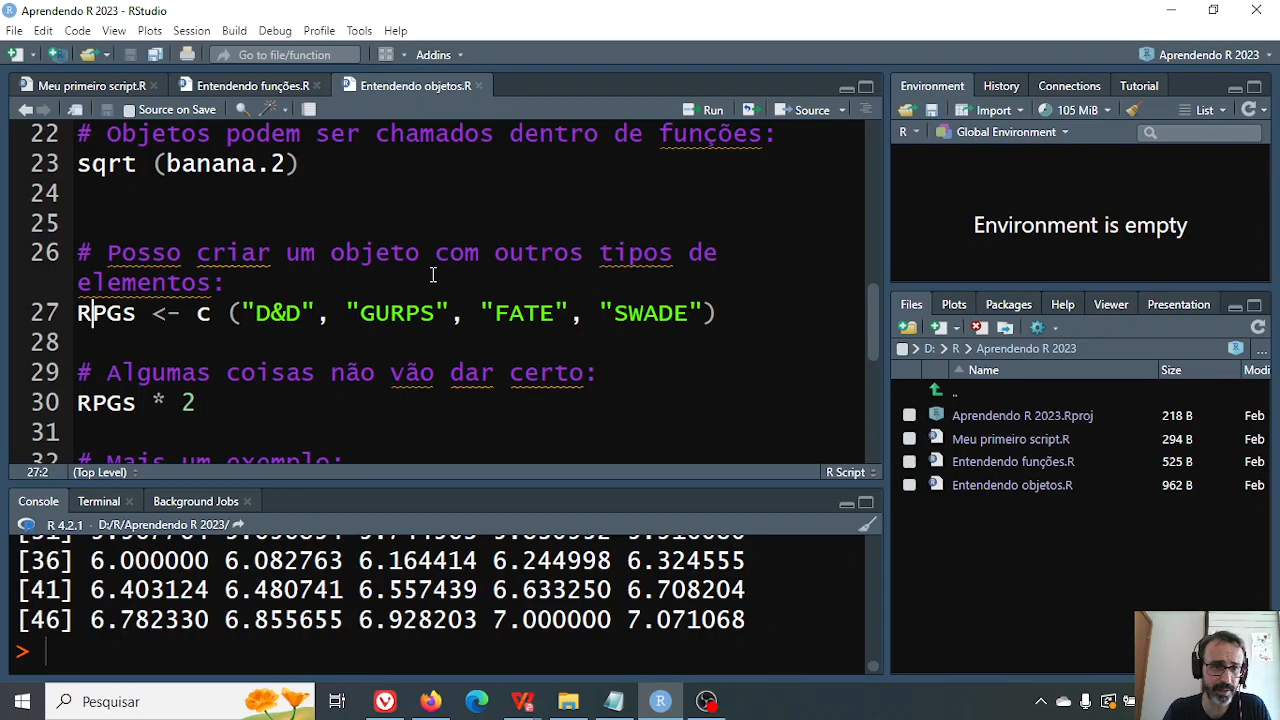 Aprendendo R 2023 - RStudio
File Edit Code View Plots Session Build Debug Profile Tools Help
Go to file/function Addins Aprendendo R 2023
Meu primeiro script.R Entendendo funções.R Entendendo objetos.R
Source on Save Run Source
22 # Objetos podem ser chamados dentro de funções:
23 sqrt (banana.2)
24
25
26 # Posso criar um objeto com outros tipos de
elementos:
27 RPGs <- c ("D&D", "GURPS", "FATE", "SWADE")
28
29 # Algumas coisas não vão dar certo:
30 RPGs * 2
31
32 # Mais um exemplo:
27:2 (Top Level) R Script
Console Terminal Background Jobs
R 4.2.1 · D:/R/Aprendendo R 2023/
[36] 6.000000 6.082763 6.164414 6.244998 6.324555
[41] 6.403124 6.480741 6.557439 6.633250 6.708204
[46] 6.782330 6.855655 6.928203 7.000000 7.071068
>
Environment History Connections Tutorial
Import 105 MiB List
R Global Environment
Environment is empty
Files Plots Packages Help Viewer Presentation
D: R Aprendendo R 2023 ...
Name Size Modi
..
Aprendendo R 2023.Rproj 218 B Feb
Meu primeiro script.R 294 B Feb
Entendendo funções.R 525 B Feb
Entendendo objetos.R 962 B Feb
Pesquisar